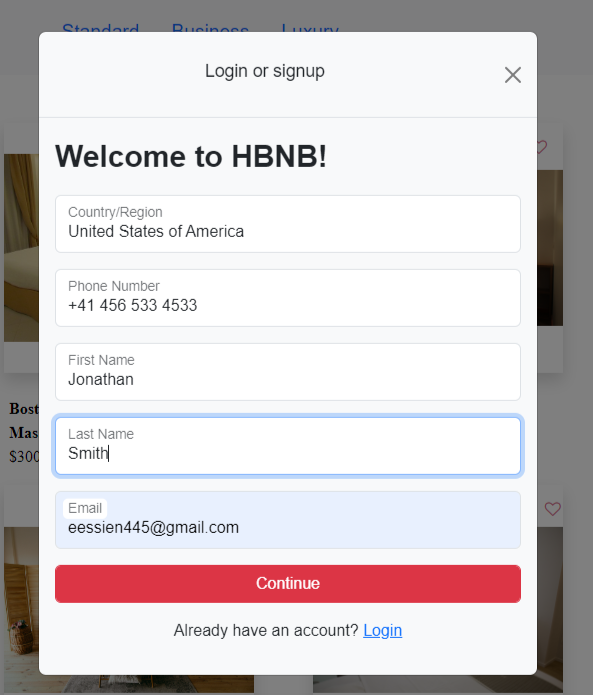 Standard Business Luxury
Login or signup
Welcome to HBNB!
Country/Region
United States of America
Phone Number
+41 456 533 4533
First Name
Jonathan
Last Name
Smith
Email
eessien445@gmail.com
Continue
Already have an account? Login
Bost
Mas
$300